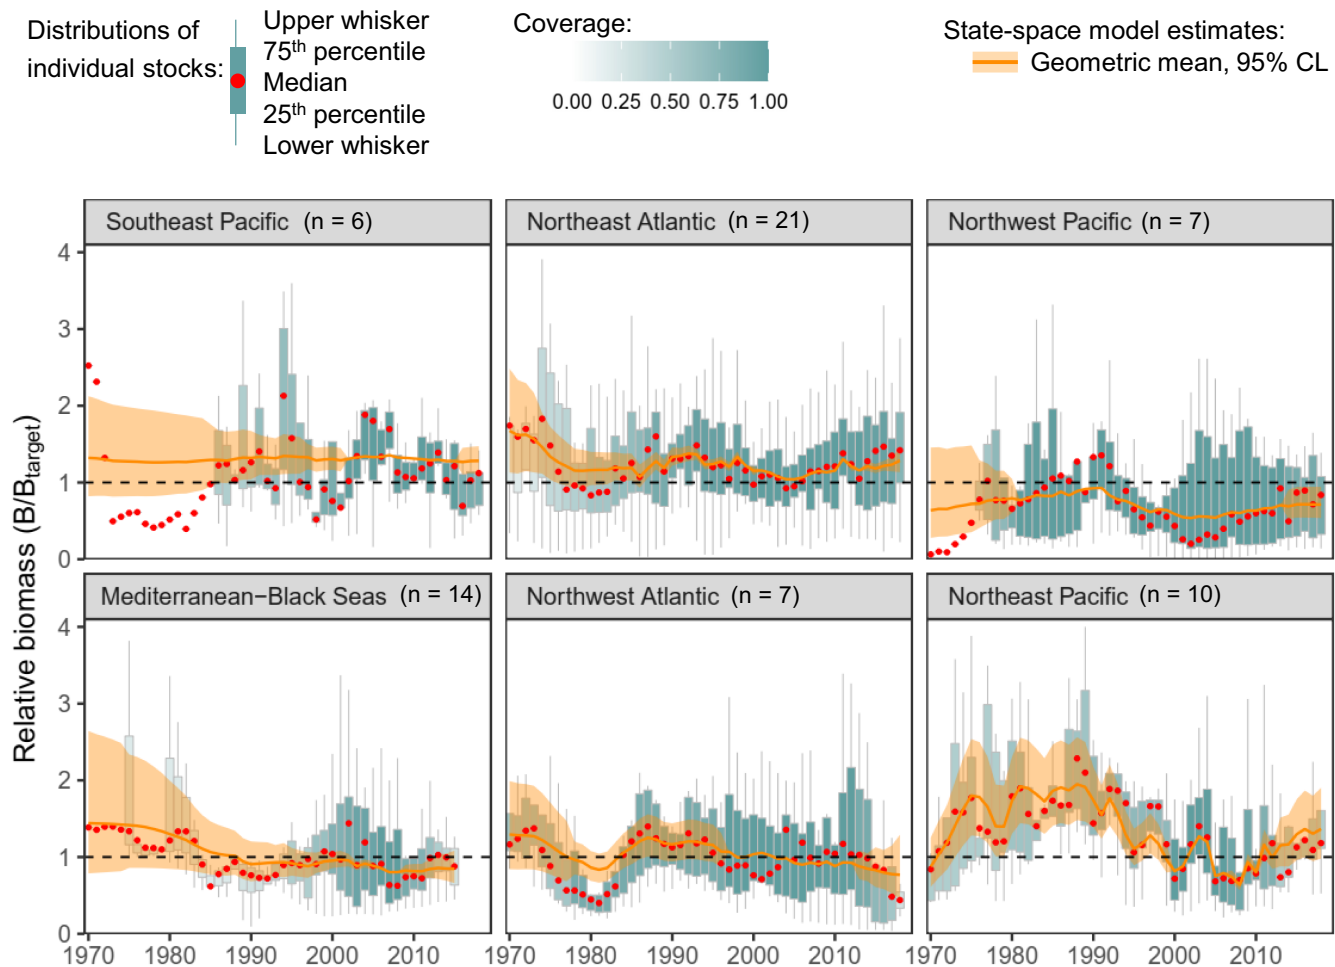 Distributions of
individual stocks:
Upper whisker
75th percentile
Median
25th percentile
Lower whisker
Coverage:
0.00 0.25 0.50 0.75 1.00
State-space model estimates:
Geometric mean, 95% CL
Relative biomass (B/Btarget)
Southeast Pacific (n = 6)
Northeast Atlantic (n = 21)
Northwest Pacific (n = 7)
4
3
2
1
0
Mediterranean−Black Seas (n = 14)
Northwest Atlantic (n = 7)
Northeast Pacific (n = 10)
4
3
2
1
0
1970 1980 1990 2000 2010
1970 1980 1990 2000 2010
1970 1980 1990 2000 2010